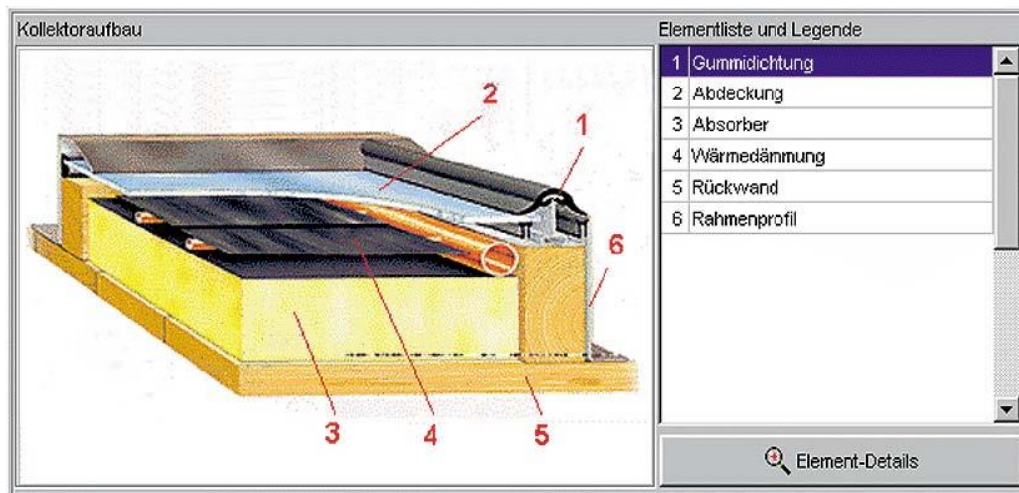 Kollektoraufbau
Elementliste und Legende
1 Gummidichtung
2 Abdeckung
3 Absorber
4 Wärmedämmung
5 Rückwand
6 Rahmenprofil
2
1
6
3
4
5
Element-Details